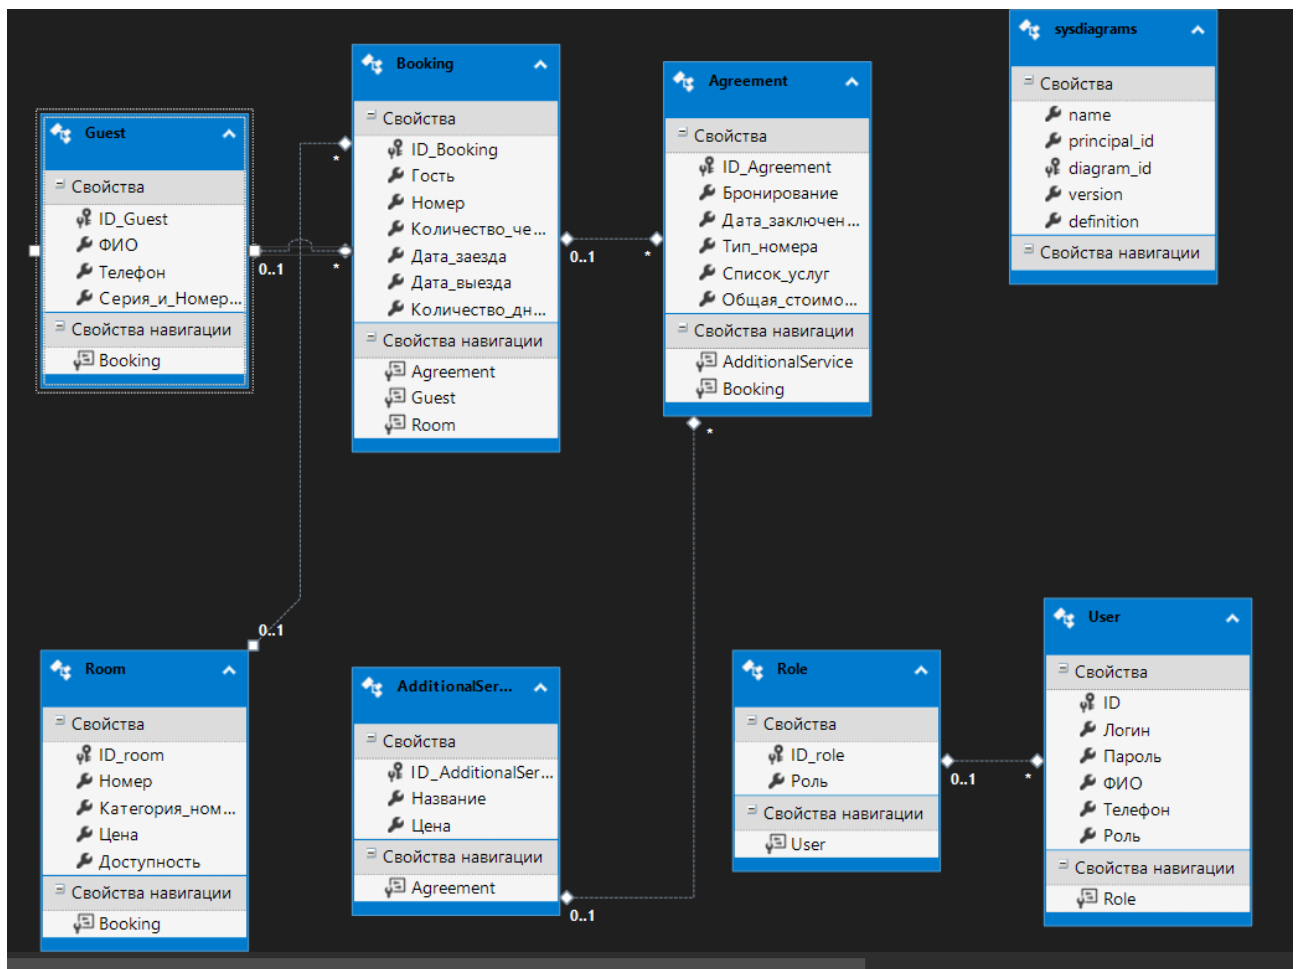 Guest
Свойства
ID_Guest
ФИО
Телефон
Серия_и_Номер...
Свойства навигации
Booking
0..1
*
*
Booking
Свойства
ID_Booking
Гость
Номер
Количество_че...
Дата_заезда
Дата_выезда
Количество_дн...
Свойства навигации
Agreement
Guest
Room
0..1
*
Agreement
Свойства
ID_Agreement
Бронирование
Дата_заключен...
Тип_номера
Список_услуг
Общая_стоимо...
Свойства навигации
AdditionalService
Booking
*
sysdiagrams
Свойства
name
principal_id
diagram_id
version
definition
Свойства навигации
0..1
Room
Свойства
ID_room
Номер
Категория_ном...
Цена
Доступность
Свойства навигации
Booking
AdditionalSer...
Свойства
ID_AdditionalSer...
Название
Цена
Свойства навигации
Agreement
0..1
Role
Свойства
ID_role
Роль
Свойства навигации
User
0..1
*
User
Свойства
ID
Логин
Пароль
ФИО
Телефон
Роль
Свойства навигации
Role